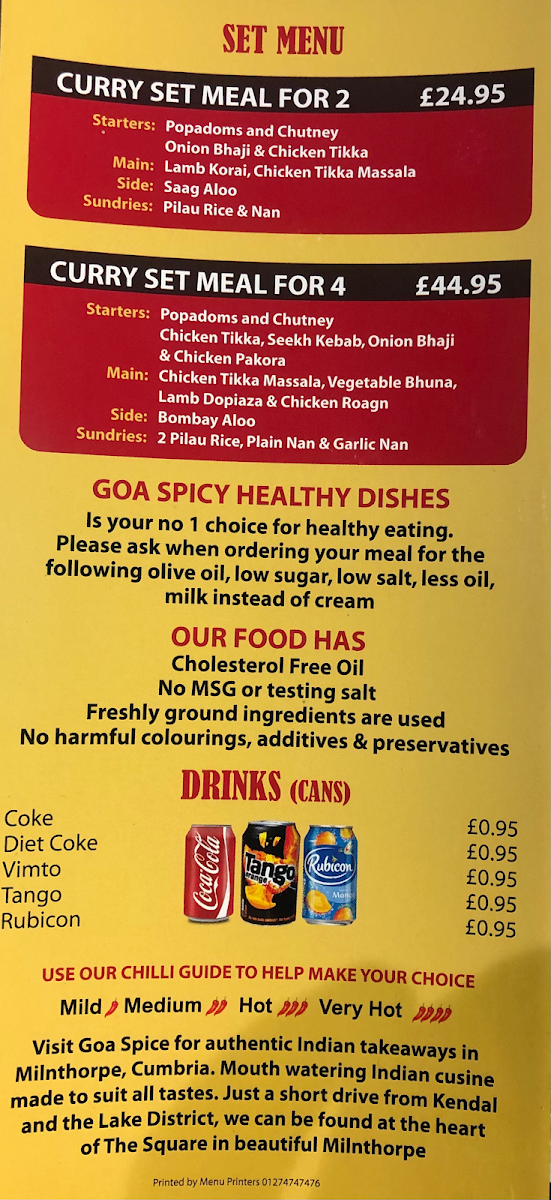 SET MENU
CURRY SET MEAL FOR 2 £24.95
Starters: Popadoms and Chutney
Onion Bhaji & Chicken Tikka
Main: Lamb Korai, Chicken Tikka Massala
Side: Saag Aloo
Sundries: Pilau Rice & Nan
CURRY SET MEAL FOR 4 £44.95
Starters: Popadoms and Chutney
Chicken Tikka, Seekh Kebab, Onion Bhaji
& Chicken Pakora
Main: Chicken Tikka Massala, Vegetable Bhuna,
Lamb Dopiaza & Chicken Roagn
Side: Bombay Aloo
Sundries: 2 Pilau Rice, Plain Nan & Garlic Nan
GOA SPICY HEALTHY DISHES
Is your no 1 choice for healthy eating.
Please ask when ordering your meal for the
following olive oil, low sugar, low salt, less oil,
milk instead of cream
OUR FOOD HAS
Cholesterol Free Oil
No MSG or testing salt
Freshly ground ingredients are used
No harmful colourings, additives & preservatives
DRINKS (CANS)
Coke £0.95
Diet Coke £0.95
Vimto £0.95
Tango £0.95
Rubicon £0.95
Coca-Cola
Tango
orange
Rubicon
USE OUR CHILLI GUIDE TO HELP MAKE YOUR CHOICE
Mild Medium Hot Very Hot
Visit Goa Spice for authentic Indian takeaways in
Milnthorpe, Cumbria. Mouth watering Indian cusine
made to suit all tastes. Just a short drive from Kendal
and the Lake District, we can be found at the heart
of The Square in beautiful Milnthorpe
Printed by Menu Printers 01274747476